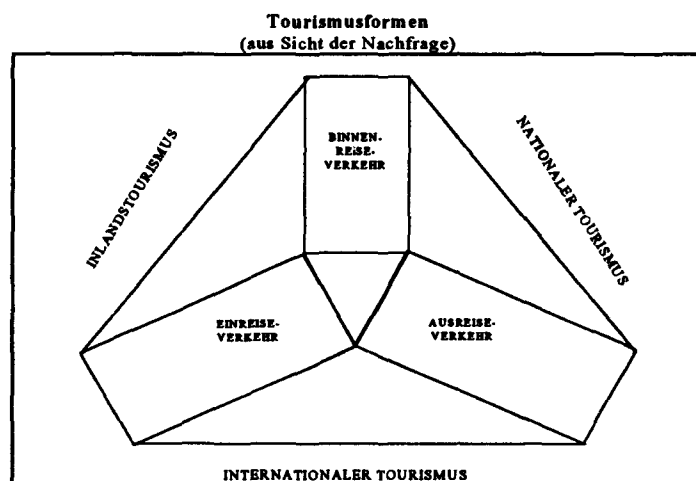 Tourismusformen
(aus Sicht der Nachfrage)
INLANDSTOURISMUS
BINNEN-
REISE-
VERKEHR
NATIONALER TOURISMUS
EINREISE-
VERKEHR
AUSREISE-
VERKEHR
INTERNATIONALER TOURISMUS